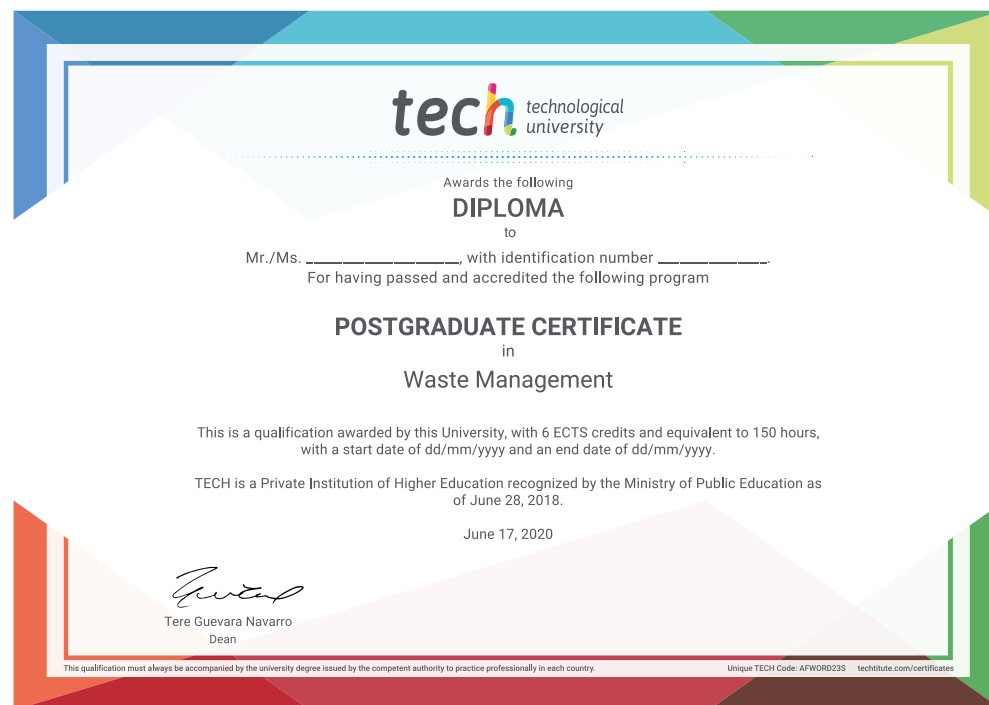 tech technological
university
Awards the following
DIPLOMA
to
Mr./Ms. ____________________, with identification number ______________.
For having passed and accredited the following program
POSTGRADUATE CERTIFICATE
in
Waste Management
This is a qualification awarded by this University, with 6 ECTS credits and equivalent to 150 hours,
with a start date of dd/mm/yyyy and an end date of dd/mm/yyyy.
TECH is a Private Institution of Higher Education recognized by the Ministry of Public Education as
of June 28, 2018.
June 17, 2020
Tere Guevara Navarro
Dean
This qualification must always be accompanied by the university degree issued by the competent authority to practice professionally in each country.
Unique TECH Code: AFWORD23S techtitute.com/certificates